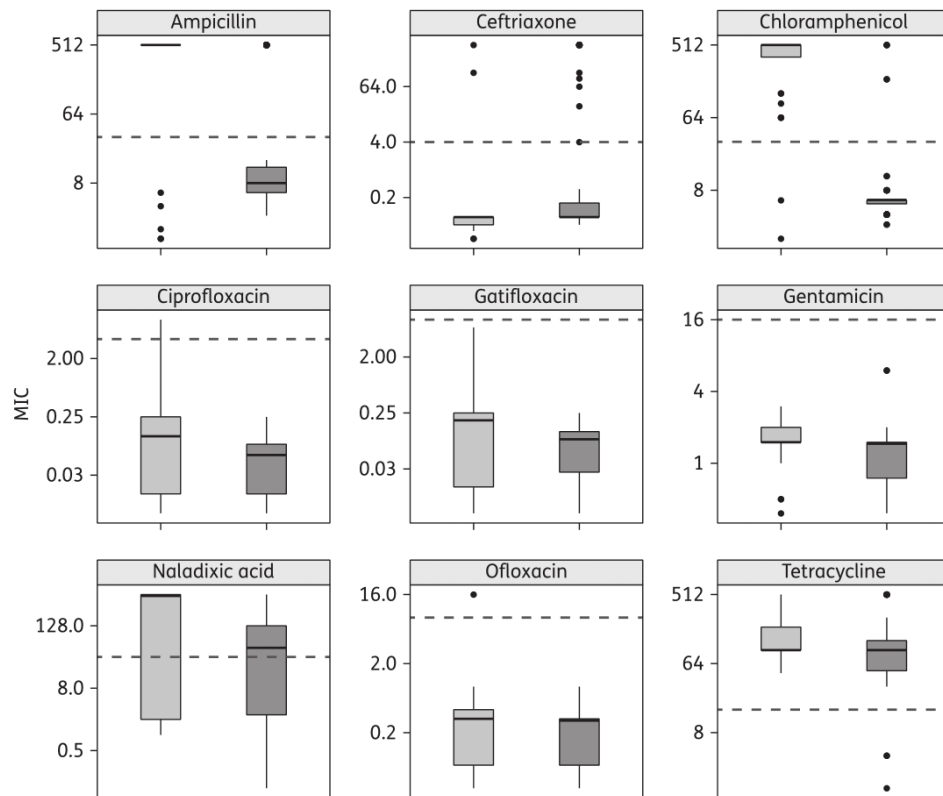 Ampicillin
Ceftriaxone
Chloramphenicol
512
64
8
64.0
4.0
0.2
512
64
8
Ciprofloxacin
Gatifloxacin
Gentamicin
MIC
2.00
0.25
0.03
2.00
0.25
0.03
16
4
1
Naladixic acid
Ofloxacin
Tetracycline
128.0
8.0
0.5
16.0
2.0
0.2
512
64
8